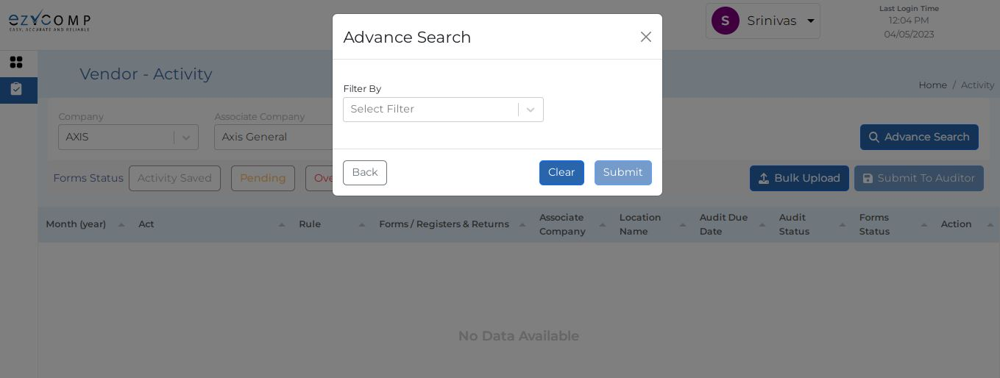 ezycomp
EASY, ACCURATE AND RELIABLE
S Srinivas
Last Login Time
12:04 PM
04/05/2023
Advance Search
Vendor - Activity
Home / Activity
Filter By
Select Filter
Company
AXIS
Associate Company
Axis General
Advance Search
Back
Clear
Submit
Forms Status
Activity Saved
Pending
Ove
Bulk Upload
Submit To Auditor
Month (year)
Act
Rule
Forms / Registers & Returns
Associate
Company
Location
Name
Audit Due
Date
Audit
Status
Forms
Status
Action
No Data Available